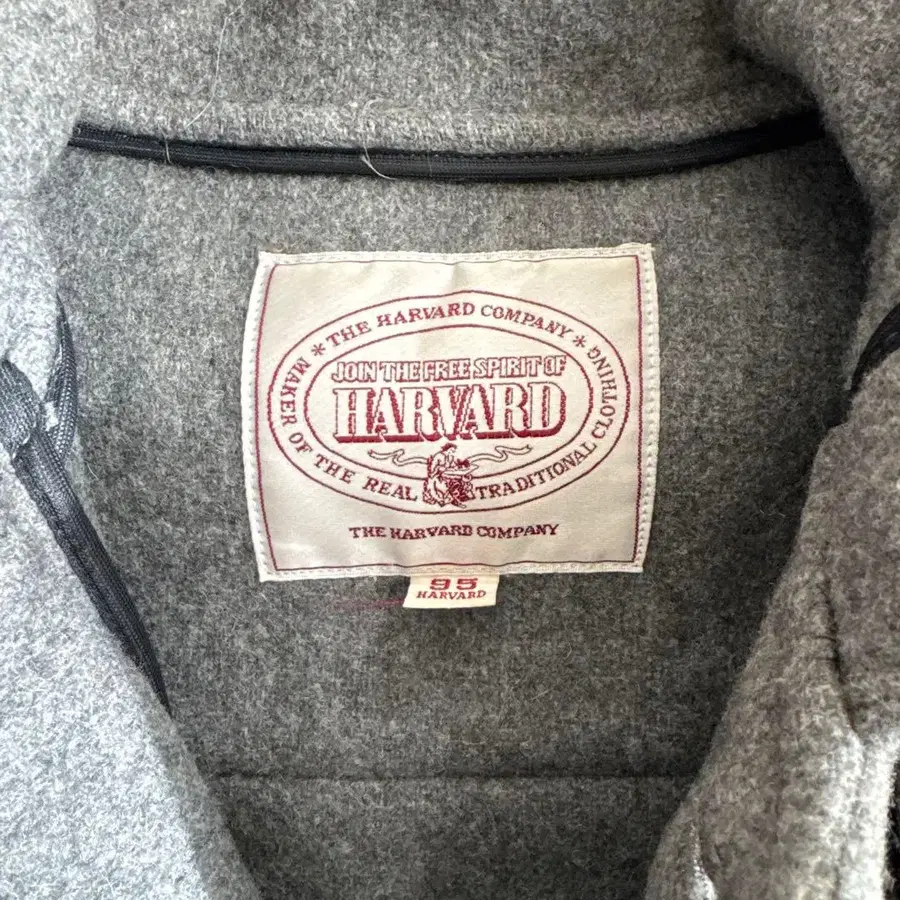 * THE HARVARD COMPANY *
MAKER OF THE REAL TRADITIONAL CLOTHING
JOIN THE FREE SPIRIT OF
HARVARD
THE HARVARD COMPANY
95
HARVARD